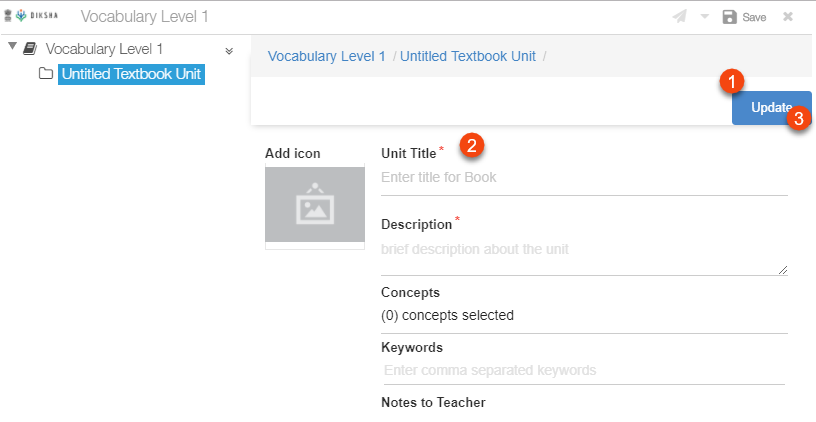 DIKSHA Vocabulary Level 1 Save
Vocabulary Level 1
Untitled Textbook Unit
Vocabulary Level 1 / Untitled Textbook Unit /
1
Update
3
Add icon
Unit Title *
2
Enter title for Book
Description *
brief description about the unit
Concepts
(0) concepts selected
Keywords
Enter comma separated keywords
Notes to Teacher